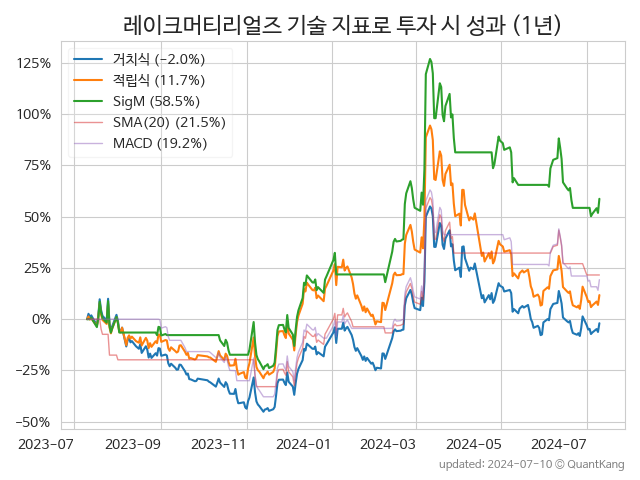 레이크머티리얼즈 기술 지표로 투자 시 성과 (1년)
거치식 (−2.0%)
적립식 (11.7%)
SigM (58.5%)
SMA(20) (21.5%)
MACD (19.2%)
125%
100%
75%
50%
25%
0%
−25%
−50%
2023−07
2023−09
2023−11
2024−01
2024−03
2024−05
2024−07
updated: 2024−07−10 © QuantKang